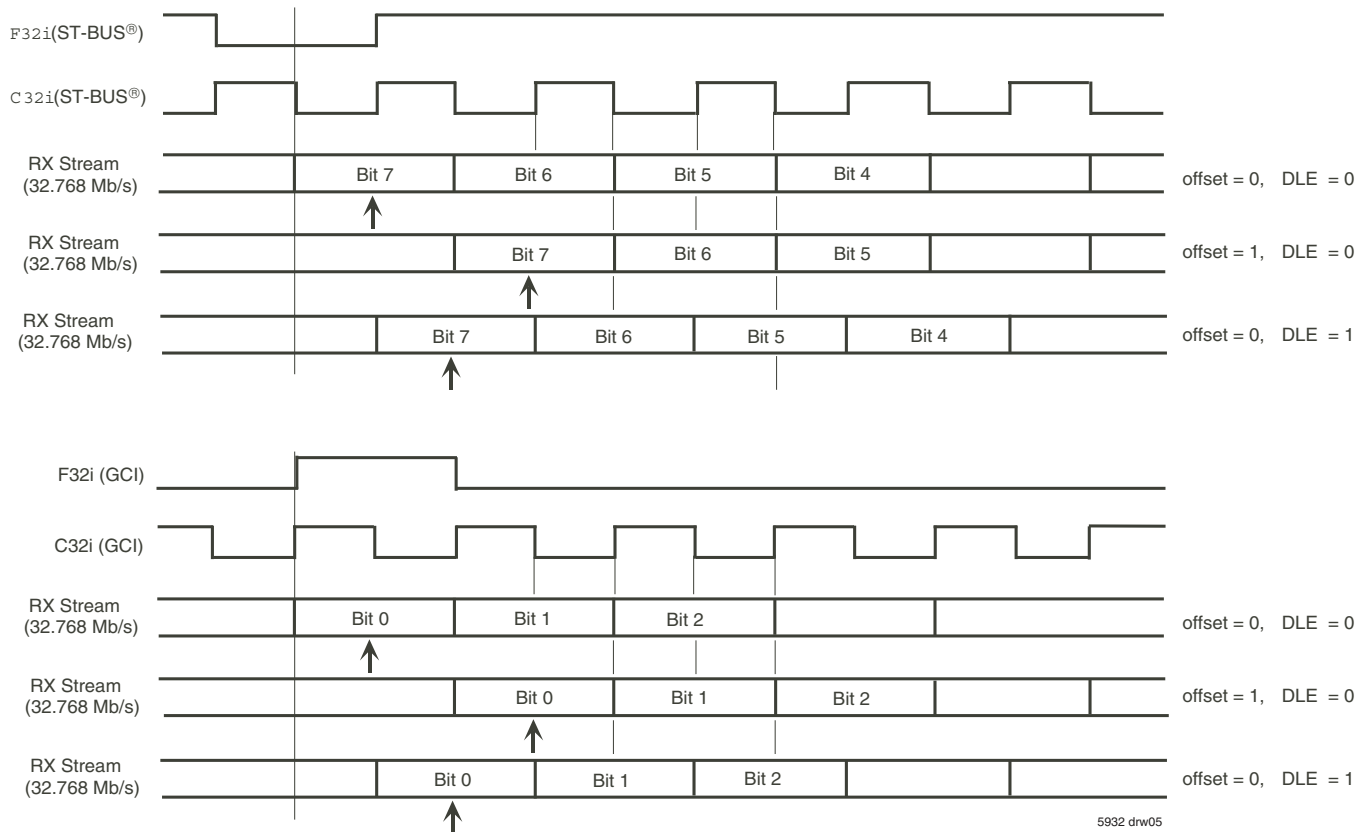 F32i(ST-BUS®)
C32i(ST-BUS®)
RX Stream
(32.768 Mb/s)
Bit 7 Bit 6 Bit 5 Bit 4
offset = 0, DLE = 0
RX Stream
(32.768 Mb/s)
Bit 7 Bit 6 Bit 5
offset = 1, DLE = 0
RX Stream
(32.768 Mb/s)
Bit 7 Bit 6 Bit 5 Bit 4
offset = 0, DLE = 1
F32i (GCI)
C32i (GCI)
RX Stream
(32.768 Mb/s)
Bit 0 Bit 1 Bit 2
offset = 0, DLE = 0
RX Stream
(32.768 Mb/s)
Bit 0 Bit 1 Bit 2
offset = 1, DLE = 0
RX Stream
(32.768 Mb/s)
Bit 0 Bit 1 Bit 2
offset = 0, DLE = 1
5932 drw05